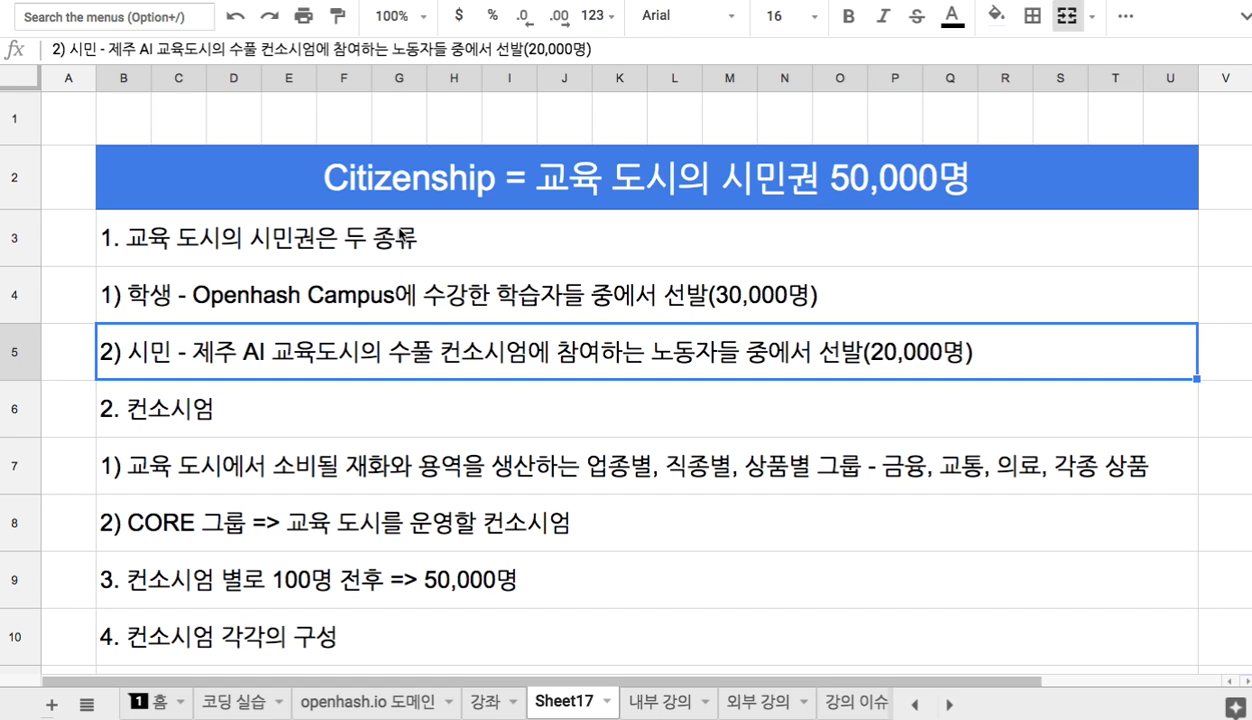 Search the menus (Option+/) 100% $ % .0 .00 123 Arial 16 B I S A
fx 2) 시민 - 제주 AI 교육도시의 수풀 컨소시엄에 참여하는 노동자들 중에서 선발(20,000명)
A B C D E F G H I J K L M N O P Q R S T U V
1
2 Citizenship = 교육 도시의 시민권 50,000명
3 1. 교육 도시의 시민권은 두 종류
4 1) 학생 - Openhash Campus에 수강한 학습자들 중에서 선발(30,000명)
5 2) 시민 - 제주 AI 교육도시의 수풀 컨소시엄에 참여하는 노동자들 중에서 선발(20,000명)
6 2. 컨소시엄
7 1) 교육 도시에서 소비될 재화와 용역을 생산하는 업종별, 직종별, 상품별 그룹 - 금융, 교통, 의료, 각종 상품
8 2) CORE 그룹 => 교육 도시를 운영할 컨소시엄
9 3. 컨소시엄 별로 100명 전후 => 50,000명
10 4. 컨소시엄 각각의 구성
1 홈 코딩 실습 openhash.io 도메인 강좌 Sheet17 내부 강의 외부 강의 강의 이슈